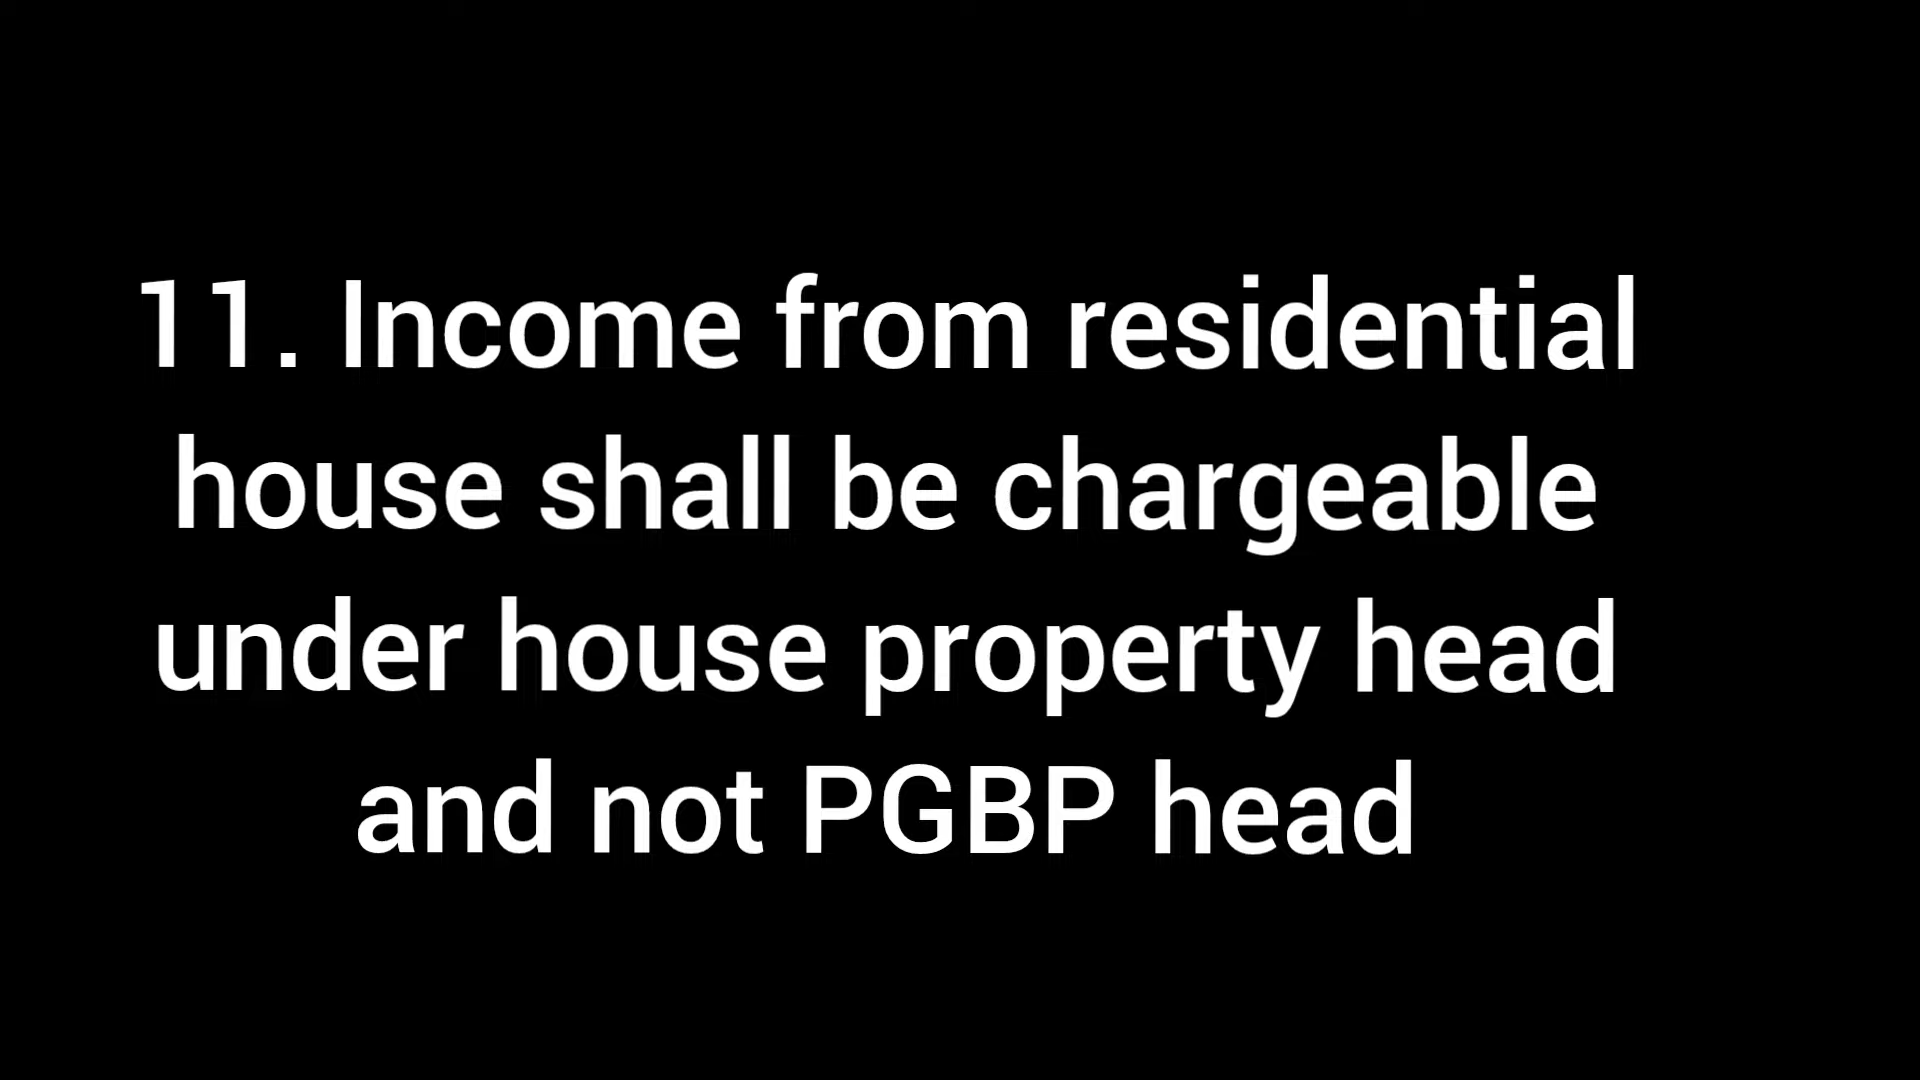 11. Income from residential
house shall be chargeable
under house property head
and not PGBP head